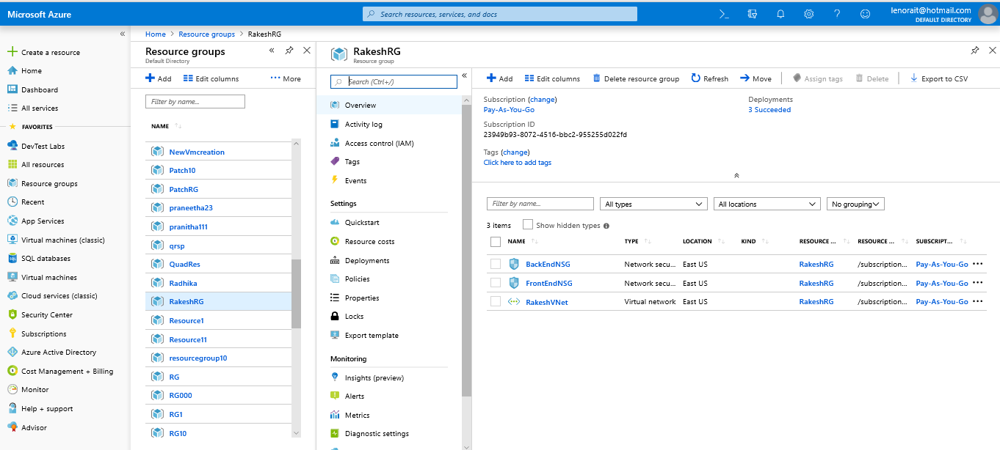 Microsoft Azure
Search resources, services, and docs
lenorait@hotmail.com
DEFAULT DIRECTORY
Create a resource
Home
Dashboard
All services
FAVORITES
DevTest Labs
All resources
Resource groups
Recent
App Services
Virtual machines (classic)
SQL databases
Virtual machines
Cloud services (classic)
Security Center
Subscriptions
Azure Active Directory
Cost Management + Billing
Monitor
Help + support
Advisor
Home > Resource groups > RakeshRG
Resource groups
Default Directory
Add Edit columns ••• More
Filter by name...
NAME
NewVmcreation
Patch10
PatchRG
praneetha23
pranitha111
qrsp
QuadRes
Radhika
RakeshRG
Resource1
Resource11
resourcegroup10
RG
RG000
RG1
RG10
RakeshRG
Resource group
Search (Ctrl+/)
Overview
Activity log
Access control (IAM)
Tags
Events
Settings
Quickstart
Resource costs
Deployments
Policies
Properties
Locks
Export template
Monitoring
Insights (preview)
Alerts
Metrics
Diagnostic settings
Add Edit columns Delete resource group Refresh Move Assign tags Delete Export to CSV
Subscription (change)
Pay-As-You-Go
Deployments
3 Succeeded
Subscription ID
23949b93-8072-4516-bbc2-955255d022fd
Tags (change)
Click here to add tags
Filter by name... All types All locations No grouping
3 items Show hidden types
NAME TYPE LOCATION KIND RESOURCE ... RESOURCE ... SUBSCRIPT...
BackEndNSG Network secu... East US RakeshRG /subscription... Pay-As-You-Go •••
FrontEndNSG Network secu... East US RakeshRG /subscription... Pay-As-You-Go •••
RakeshVNet Virtual network East US RakeshRG /subscription... Pay-As-You-Go •••